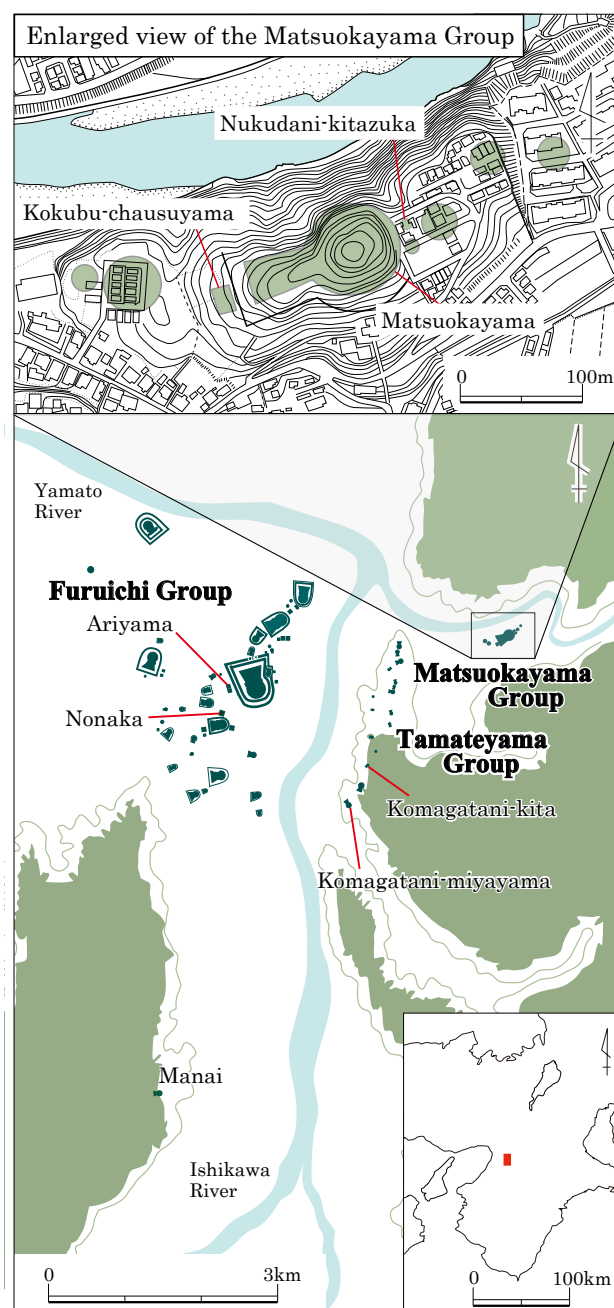 Enlarged view of the Matsuokayama Group
Nukudani-kitazuka
Kokubu-chausuyama
Matsuokayama
0
100m
Yamato
River
Furuichi Group
Ariyama
Nonaka
Matsuokayama
Group
Tamateyama
Group
Komagatani-kita
Komagatani-miyayama
Manai
Ishikawa
River
0
3km
0
100km